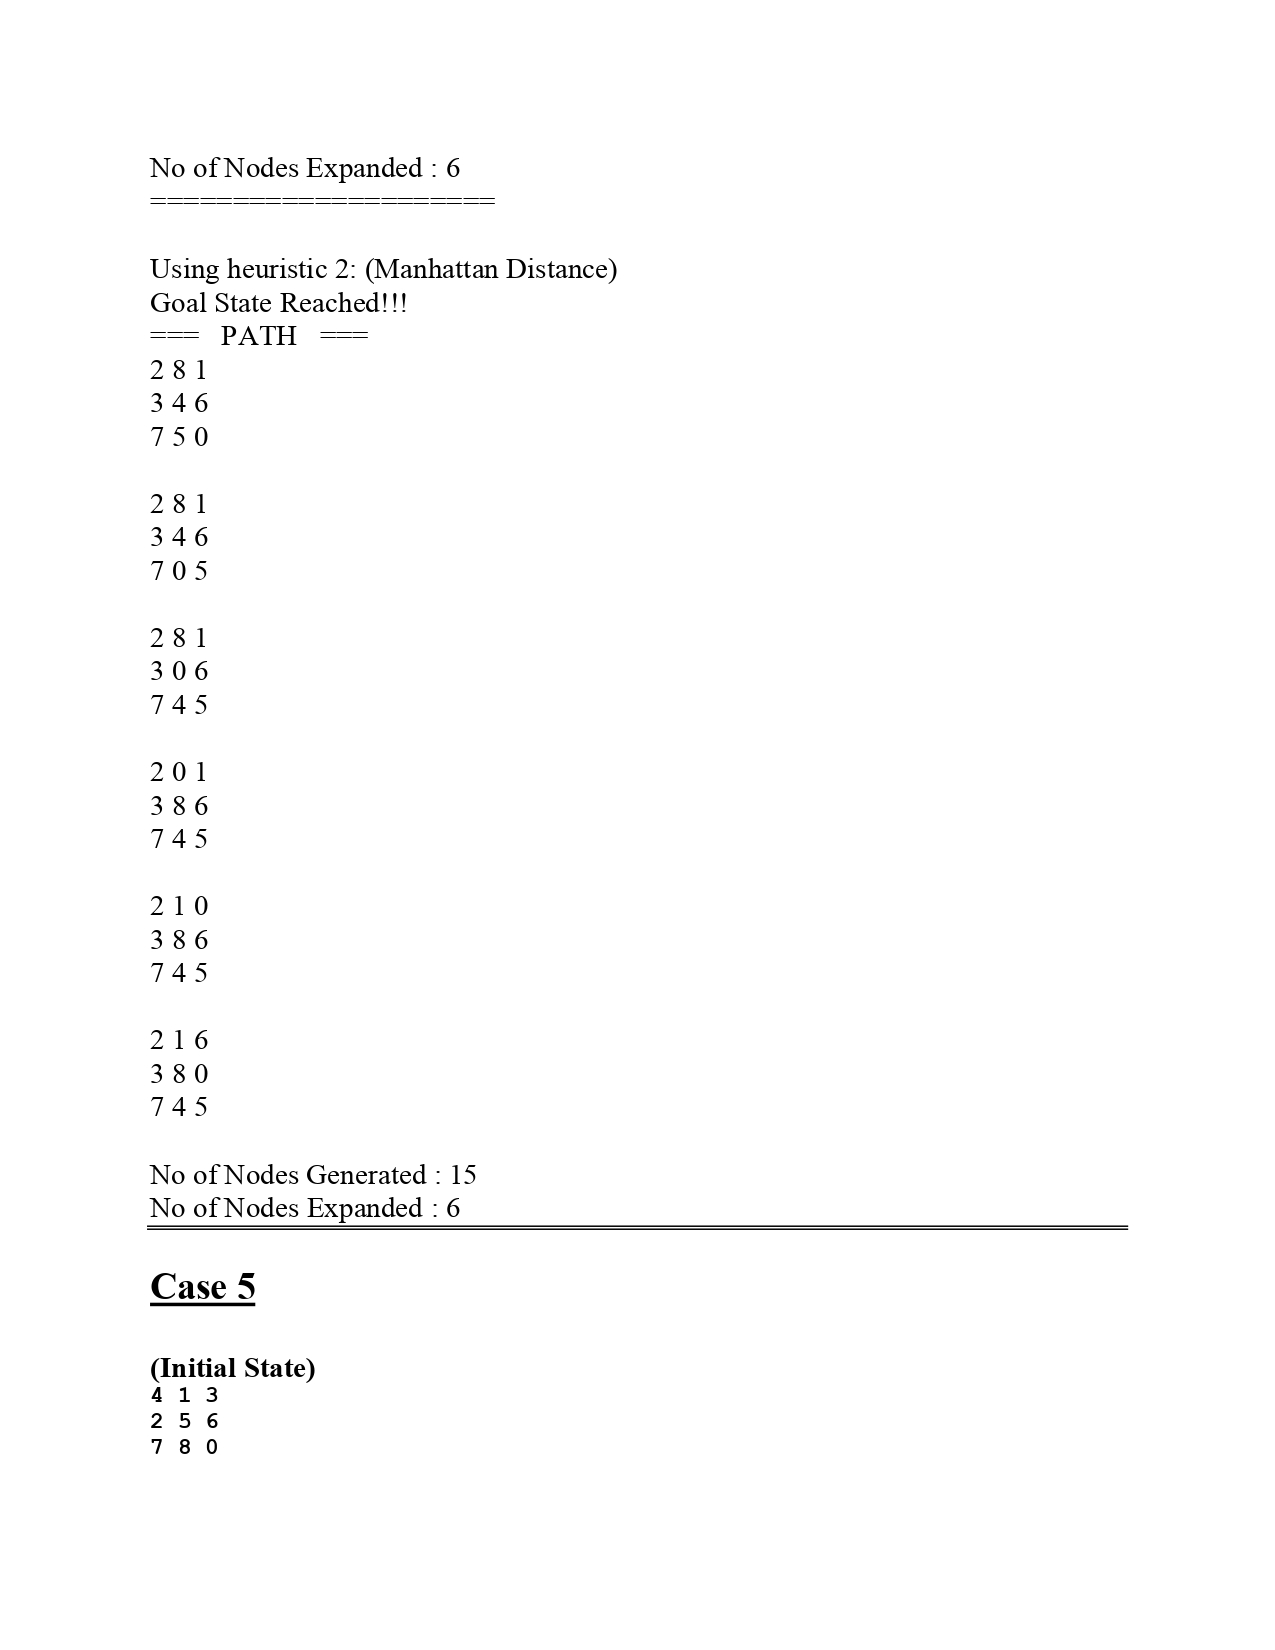 No of Nodes Expanded : 6
=====================
Using heuristic 2: (Manhattan Distance)
Goal State Reached!!!
===   PATH   ===
2 8 1
3 4 6
7 5 0
2 8 1
3 4 6
7 0 5
2 8 1
3 0 6
7 4 5
2 0 1
3 8 6
7 4 5
2 1 0
3 8 6
7 4 5
2 1 6
3 8 0
7 4 5
No of Nodes Generated : 15
No of Nodes Expanded : 6
Case 5
(Initial State)
4 1 3
2 5 6
7 8 0